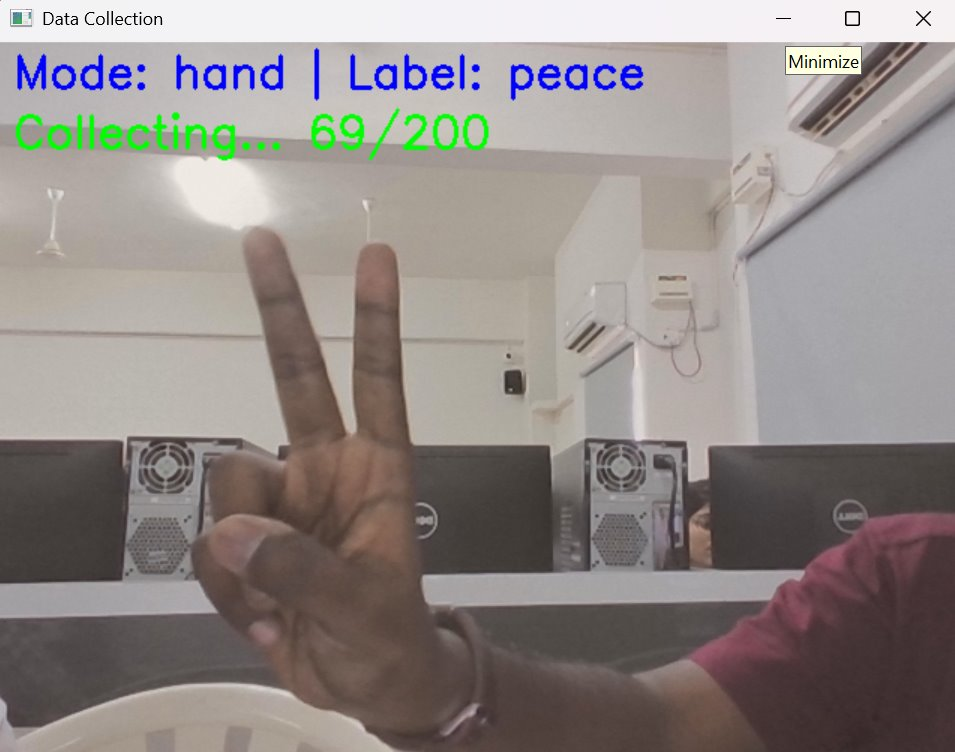 Data Collection
Minimize
Mode: hand | Label: peace
Collecting... 69/200